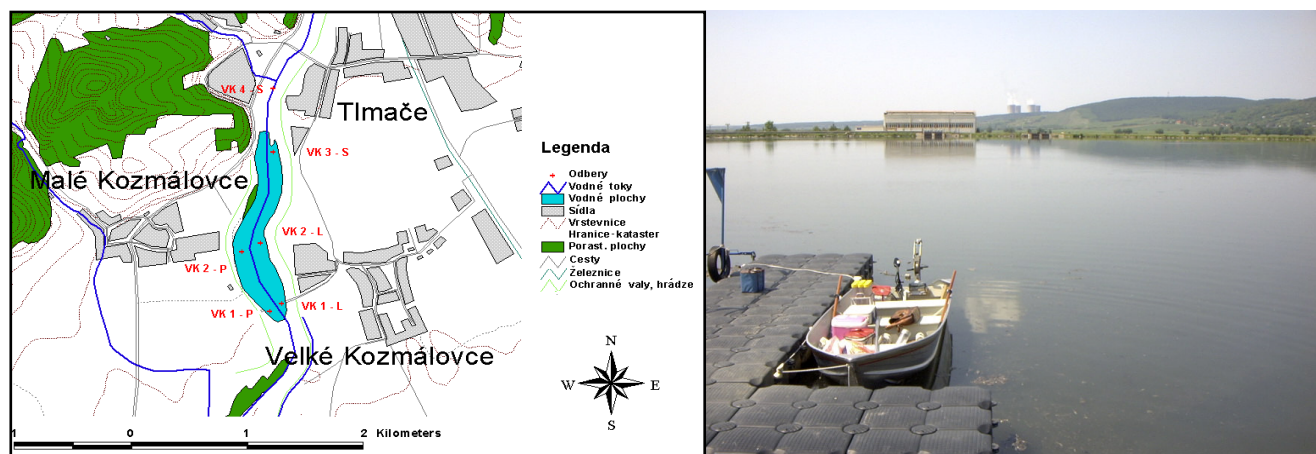 VK 4 - S
Tlmače
VK 3 - S
Malé Kozmálovce
VK 2 - L
VK 2 - P
VK 1 - L
VK 1 - P
Velké Kozmálovce
Legenda
Odbery
Vodné toky
Vodné plochy
Sídla
Vrstevnice
Hranice-kataster
Porast. plochy
Cesty
Železnice
Ochranné valy, hrádze
N
W E
S
1 0 1 2 Kilometers